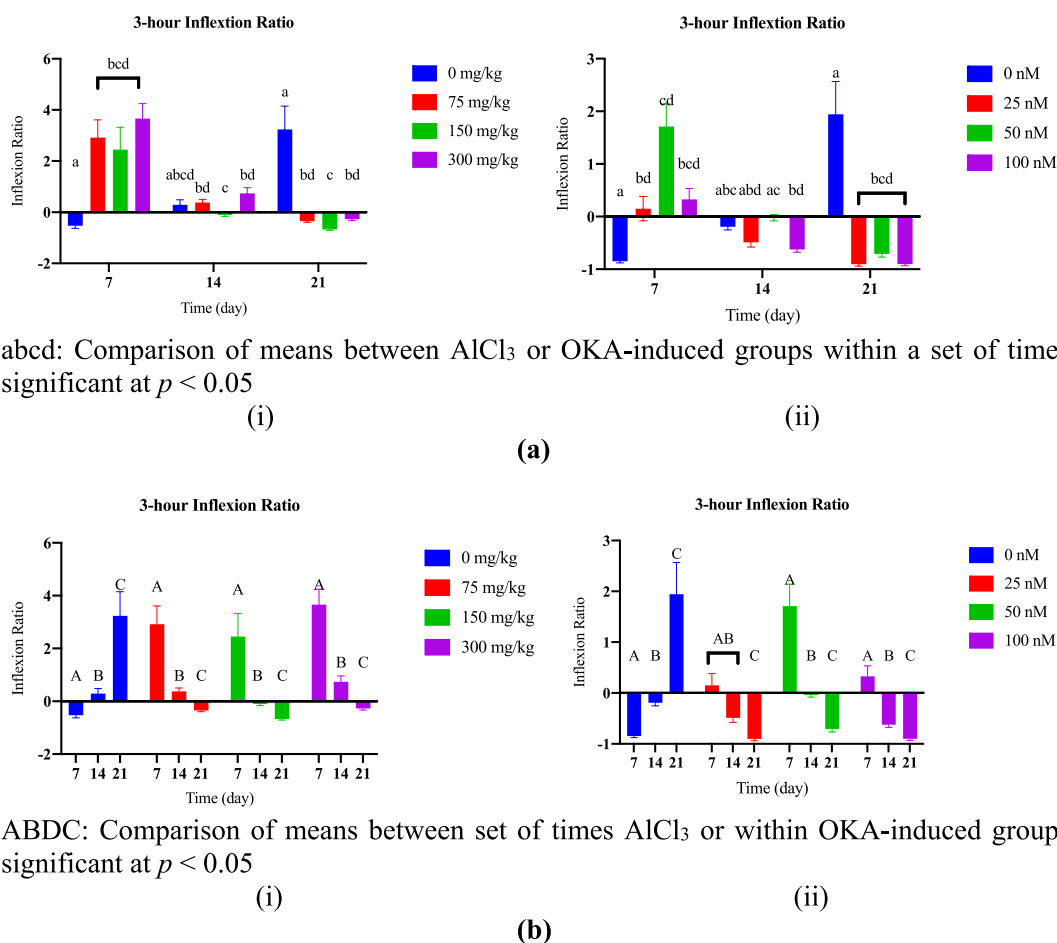 3-hour Inflextion Ratio
6
4
2
0
-2
Inflexion Ratio
bcd
a
abcd
bd
c
bd
a
bd
c
bd
7
14
21
Time (day)
0 mg/kg
75 mg/kg
150 mg/kg
300 mg/kg
3-hour Inflexion Ratio
3
2
1
0
-1
Inflexion Ratio
a
bd
cd
bcd
abc
abd
ac
bd
a
bcd
7
14
21
Time (day)
0 nM
25 nM
50 nM
100 nM
abcd: Comparison of means between AlCl₃ or OKA-induced groups within a set of time
significant at p < 0.05
(i)
(ii)
(a)
3-hour Inflexion Ratio
6
4
2
0
-2
Inflexion Ratio
A
B
C
A
B
C
A
B
C
A
B
C
7 14 21
7 14 21
7 14 21
7 14 21
Time (day)
0 mg/kg
75 mg/kg
150 mg/kg
300 mg/kg
3-hour Inflexion Ratio
3
2
1
0
-1
Inflexion Ratio
A
B
C
AB
C
A
B
C
A
B
C
7 14 21
7 14 21
7 14 21
7 14 21
Time (day)
0 nM
25 nM
50 nM
100 nM
ABDC: Comparison of means between set of times AlCl₃ or within OKA-induced group
significant at p < 0.05
(i)
(ii)
(b)